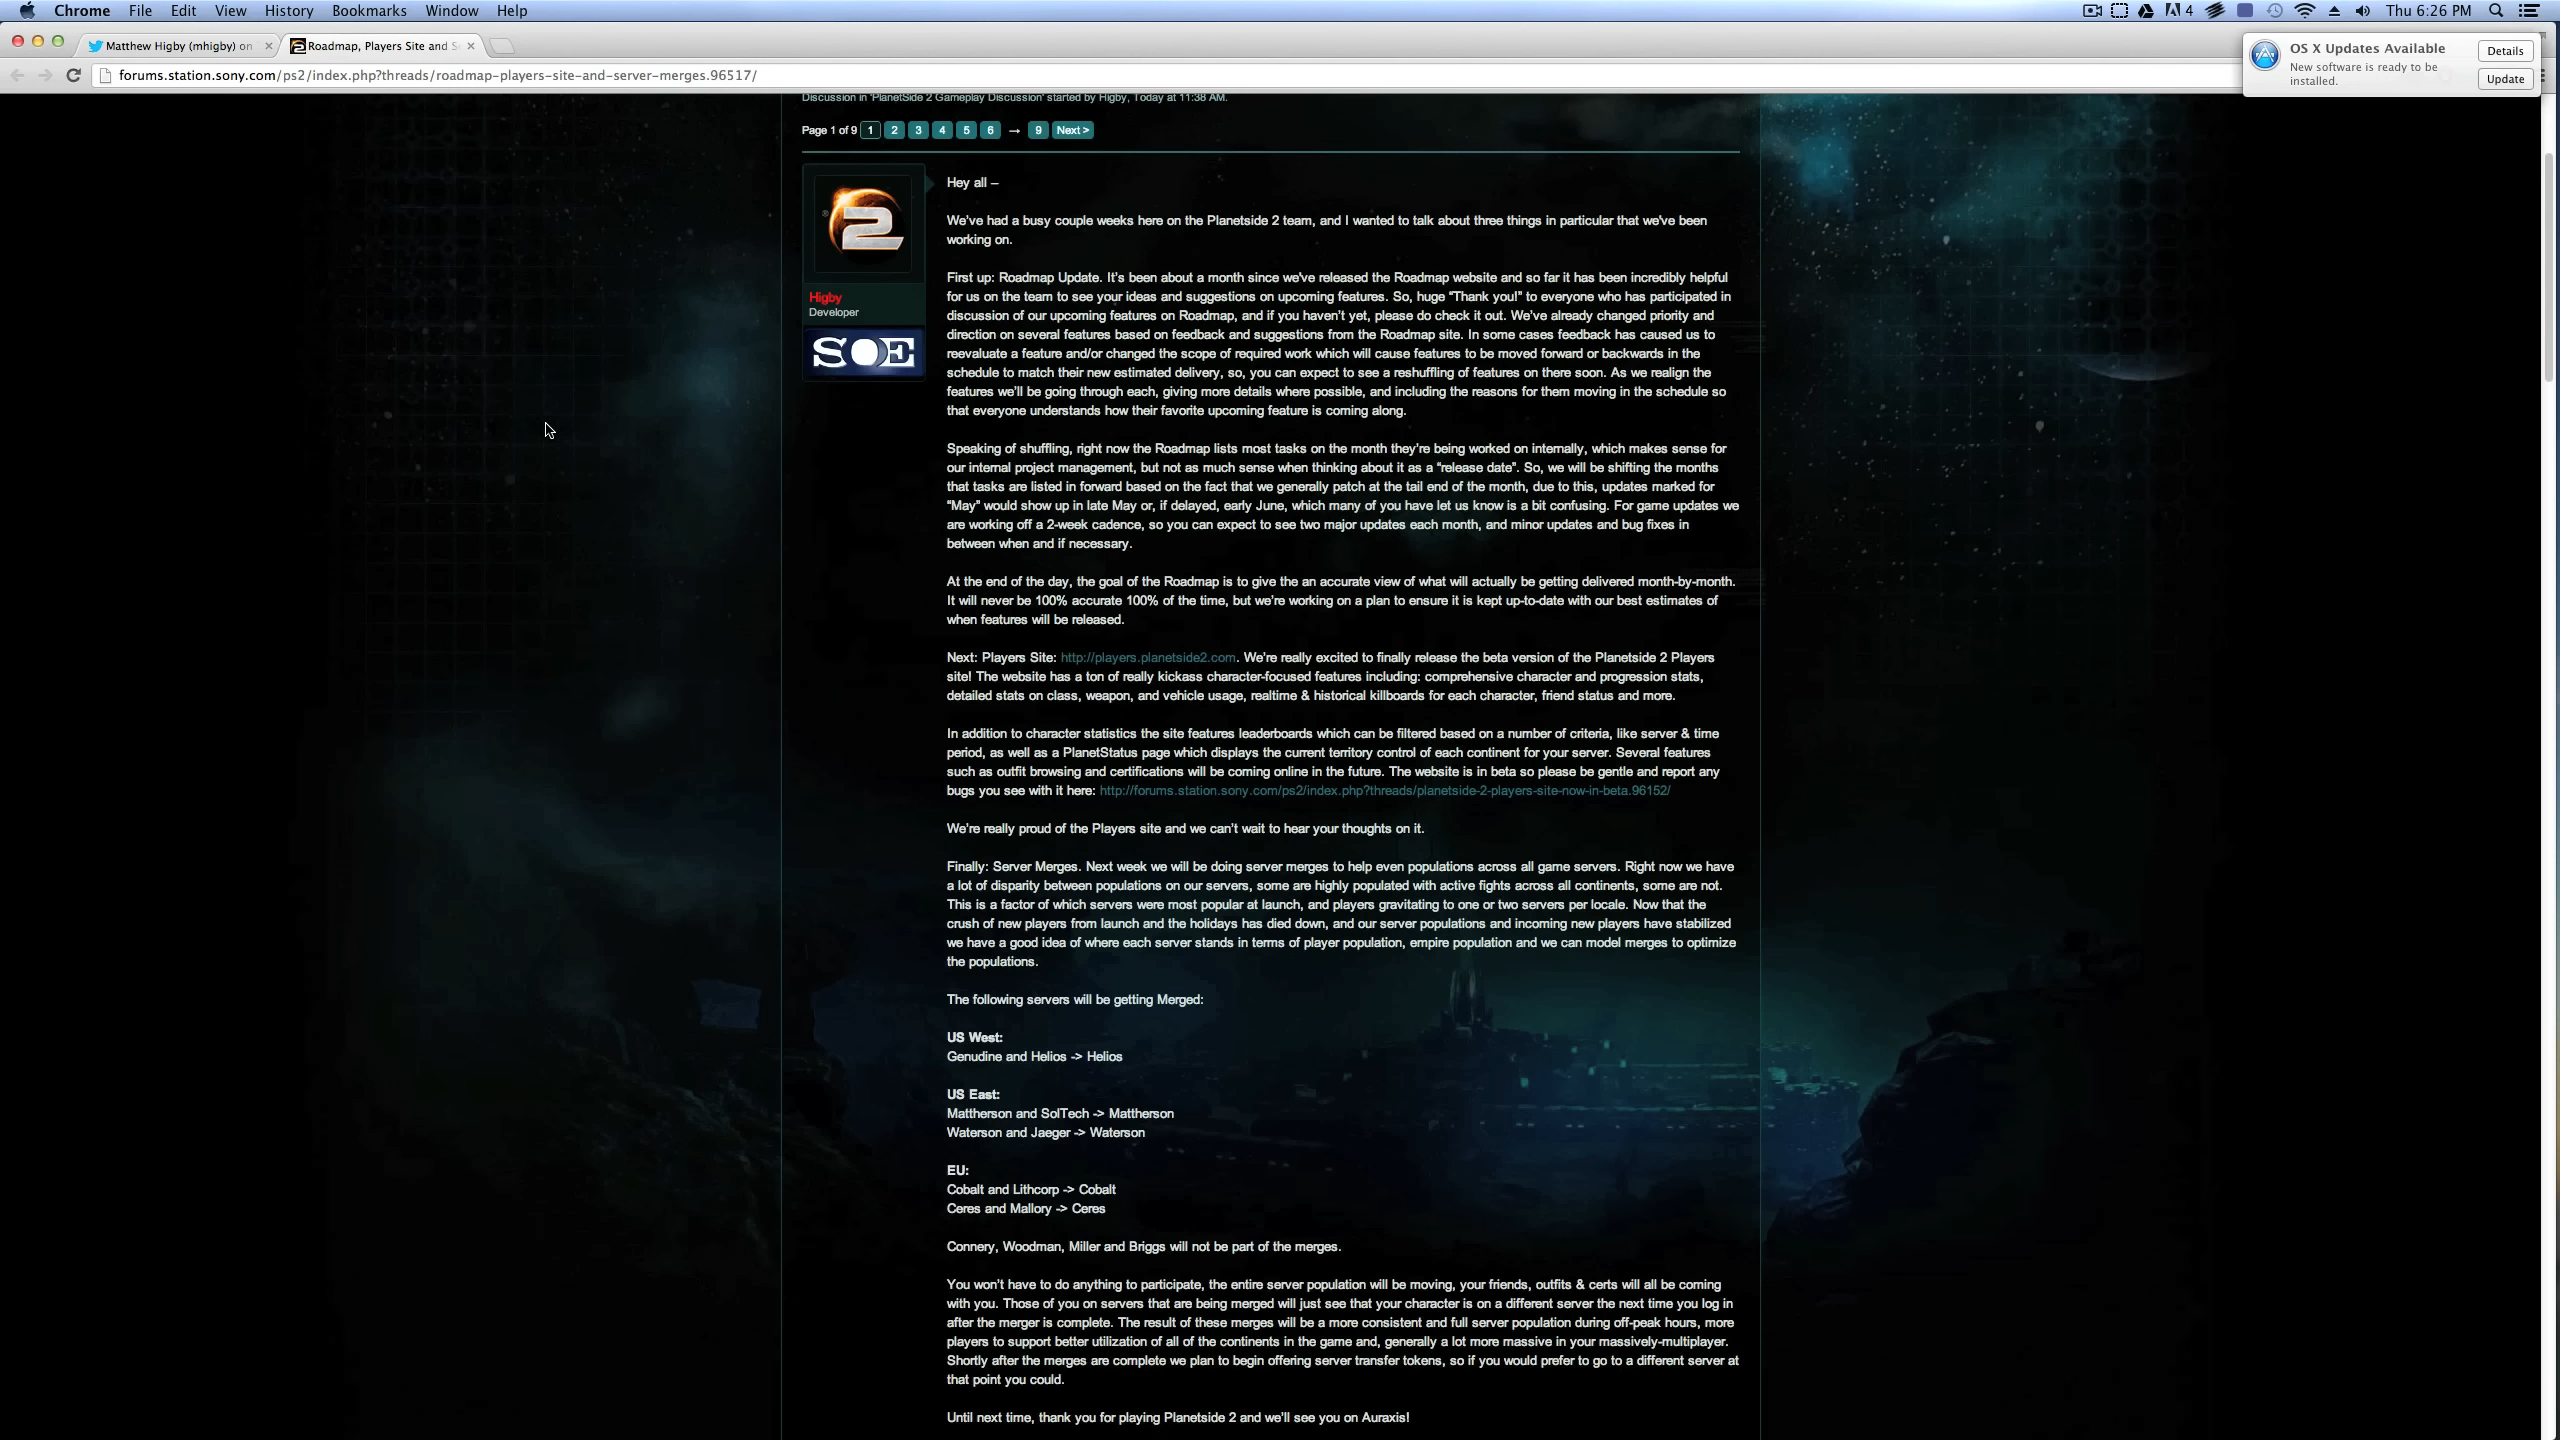 Chrome File Edit View History Bookmarks Window Help
4 Thu 6:26 PM
Matthew Higby (mhigby) on
Roadmap, Players Site and S
forums.station.sony.com/ps2/index.php?threads/roadmap-players-site-and-server-merges.96517/
OS X Updates Available
New software is ready to be
installed.
Details
Update
Discussion in 'PlanetSide 2 Gameplay Discussion' started by Higby, Today at 11:38 AM.
Page 1 of 9 1 2 3 4 5 6 → 9 Next >
2
Higby
Developer
SOE
Hey all –
We've had a busy couple weeks here on the Planetside 2 team, and I wanted to talk about three things in particular that we've been
working on.
First up: Roadmap Update. It's been about a month since we've released the Roadmap website and so far it has been incredibly helpful
for us on the team to see your ideas and suggestions on upcoming features. So, huge “Thank you!” to everyone who has participated in
discussion of our upcoming features on Roadmap, and if you haven't yet, please do check it out. We've already changed priority and
direction on several features based on feedback and suggestions from the Roadmap site. In some cases feedback has caused us to
reevaluate a feature and/or changed the scope of required work which will cause features to be moved forward or backwards in the
schedule to match their new estimated delivery, so, you can expect to see a reshuffling of features on there soon. As we realign the
features we'll be going through each, giving more details where possible, and including the reasons for them moving in the schedule so
that everyone understands how their favorite upcoming feature is coming along.
Speaking of shuffling, right now the Roadmap lists most tasks on the month they're being worked on internally, which makes sense for
our internal project management, but not as much sense when thinking about it as a “release date”. So, we will be shifting the months
that tasks are listed in forward based on the fact that we generally patch at the tail end of the month, due to this, updates marked for
“May” would show up in late May or, if delayed, early June, which many of you have let us know is a bit confusing. For game updates we
are working off a 2-week cadence, so you can expect to see two major updates each month, and minor updates and bug fixes in
between when and if necessary.
At the end of the day, the goal of the Roadmap is to give the an accurate view of what will actually be getting delivered month-by-month.
It will never be 100% accurate 100% of the time, but we're working on a plan to ensure it is kept up-to-date with our best estimates of
when features will be released.
Next: Players Site: http://players.planetside2.com. We're really excited to finally release the beta version of the Planetside 2 Players
site! The website has a ton of really kickass character-focused features including: comprehensive character and progression stats,
detailed stats on class, weapon, and vehicle usage, realtime & historical killboards for each character, friend status and more.
In addition to character statistics the site features leaderboards which can be filtered based on a number of criteria, like server & time
period, as well as a PlanetStatus page which displays the current territory control of each continent for your server. Several features
such as outfit browsing and certifications will be coming online in the future. The website is in beta so please be gentle and report any
bugs you see with it here: http://forums.station.sony.com/ps2/index.php?threads/planetside-2-players-site-now-in-beta.96152/
We're really proud of the Players site and we can't wait to hear your thoughts on it.
Finally: Server Merges. Next week we will be doing server merges to help even populations across all game servers. Right now we have
a lot of disparity between populations on our servers, some are highly populated with active fights across all continents, some are not.
This is a factor of which servers were most popular at launch, and players gravitating to one or two servers per locale. Now that the
crush of new players from launch and the holidays has died down, and our server populations and incoming new players have stabilized
we have a good idea of where each server stands in terms of player population, empire population and we can model merges to optimize
the populations.
The following servers will be getting Merged:
US West:
Genudine and Helios -> Helios
US East:
Mattherson and SolTech -> Mattherson
Waterson and Jaeger -> Waterson
EU:
Cobalt and Lithcorp -> Cobalt
Ceres and Mallory -> Ceres
Connery, Woodman, Miller and Briggs will not be part of the merges.
You won't have to do anything to participate, the entire server population will be moving, your friends, outfits & certs will all be coming
with you. Those of you on servers that are being merged will just see that your character is on a different server the next time you log in
after the merger is complete. The result of these merges will be a more consistent and full server population during off-peak hours, more
players to support better utilization of all of the continents in the game and, generally a lot more massive in your massively-multiplayer.
Shortly after the merges are complete we plan to begin offering server transfer tokens, so if you would prefer to go to a different server at
that point you could.
Until next time, thank you for playing Planetside 2 and we'll see you on Auraxis!